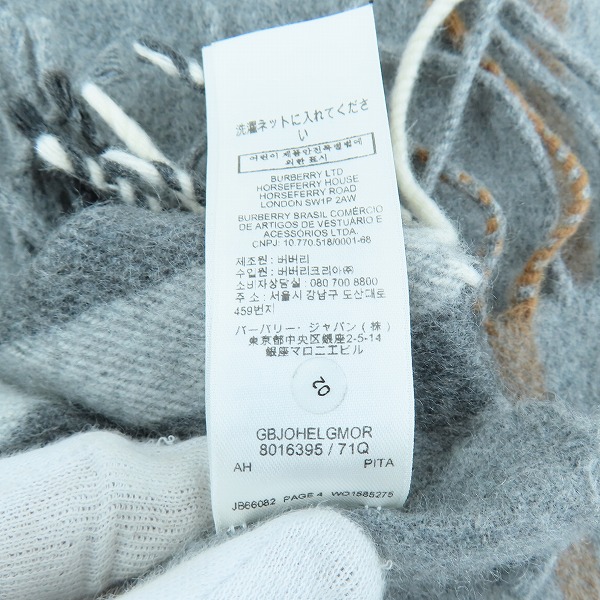 洗濯ネットに入れてくださ
い
어린이 제품안전특별법에
의한 표시
BURBERRY LTD
HORSEFERRY HOUSE
HORSEFERRY ROAD
LONDON SW1P 2AW
BURBERRY BRASIL COMÉRCIO
DE ARTIGOS DE VESTUÁRIO E
ACESSÓRIOS LTDA.
CNPJ: 10.770.518/0001-68
제조원 : 버버리
수입원 : 버버리코리아㈜
소비자상담실 : 080 700 8800
주 소 : 서울시 강남구 도산대로
459번지
バーバリー・ジャパン(株)
東京都中央区銀座2-5-14
銀座マロニエビル
02
GBJOHELGMOR
8016395 / 71Q
AH PITA
JB66082 PAGE 4 WO1585275